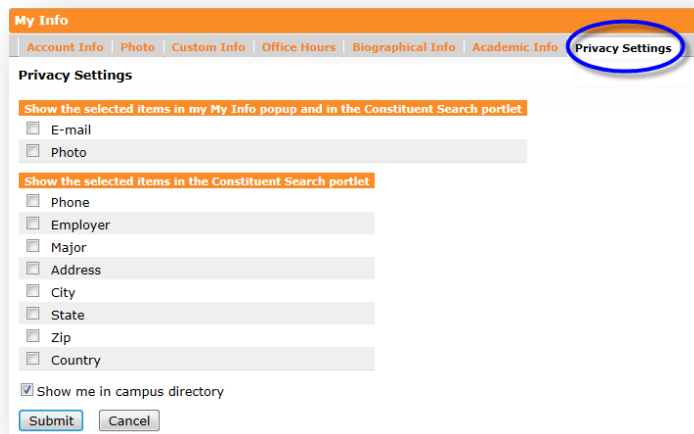 My Info
Account Info Photo Custom Info Office Hours Biographical Info Academic Info Privacy Settings
Privacy Settings
Show the selected items in my My Info popup and in the Constituent Search portlet
E-mail
Photo
Show the selected items in the Constituent Search portlet
Phone
Employer
Major
Address
City
State
Zip
Country
Show me in campus directory
Submit Cancel